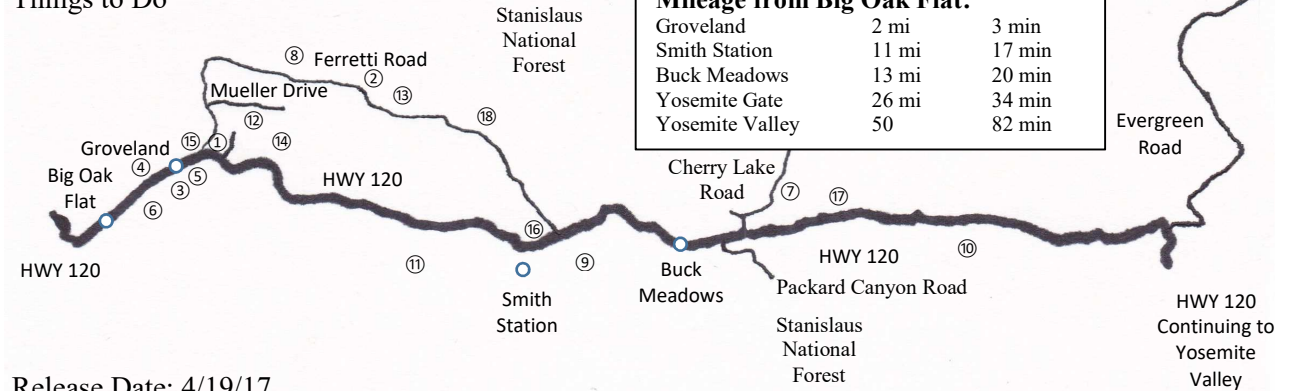 Things to Do
Stanislaus
National
Forest
Mileage from Big Oak Flat:
Groveland 2 mi 3 min
Smith Station 11 mi 17 min
Buck Meadows 13 mi 20 min
Yosemite Gate 26 mi 34 min
Yosemite Valley 50 82 min
⑧ Ferretti Road
②
⑬
Mueller Drive
⑱
⑫
Evergreen
Road
Groveland ⑮ ① ⑭
④ ⑤
③
⑥
Big Oak
Flat
HWY 120
Cherry Lake
Road
⑦
⑰
⑯
HWY 120
⑪
⑨
HWY 120
⑩
Smith
Station
Buck
Meadows
Packard Canyon Road
Stanislaus
National
Forest
HWY 120
Continuing to
Yosemite
Valley
Release Date: 4/19/17